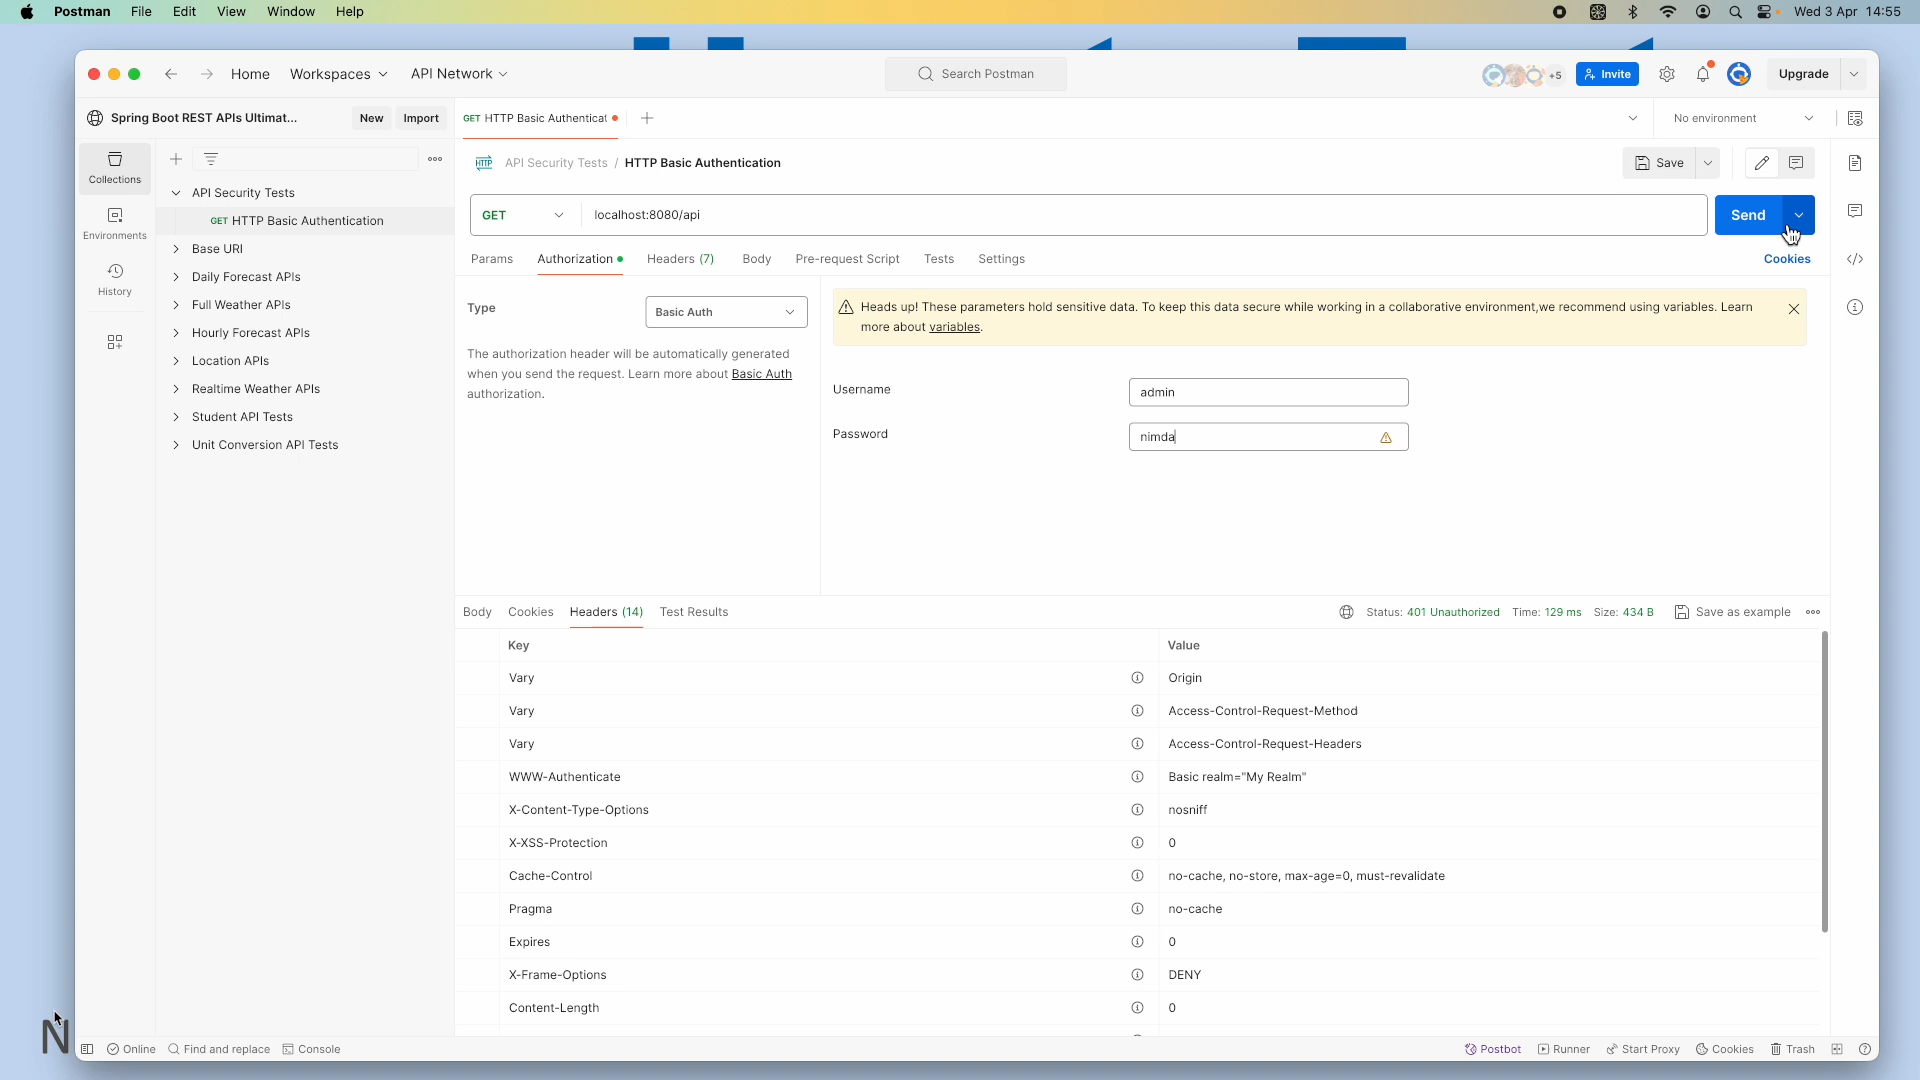 Postman File Edit View Window Help Wed 3 Apr 14:55
Home Workspaces API Network Search Postman +5 Invite Upgrade
Spring Boot REST APIs Ultimat... New Import GET HTTP Basic Authenticat No environment
Collections
Environments
History
API Security Tests
GET HTTP Basic Authentication
Base URI
Daily Forecast APIs
Full Weather APIs
Hourly Forecast APIs
Location APIs
Realtime Weather APIs
Student API Tests
Unit Conversion API Tests
HTTP API Security Tests / HTTP Basic Authentication Save
GET localhost:8080/api Send
Params Authorization Headers (7) Body Pre-request Script Tests Settings Cookies
Type Basic Auth
The authorization header will be automatically generated
when you send the request. Learn more about Basic Auth
authorization.
Heads up! These parameters hold sensitive data. To keep this data secure while working in a collaborative environment,we recommend using variables. Learn
more about variables.
Username admin
Password nimda
Body Cookies Headers (14) Test Results Status: 401 Unauthorized Time: 129 ms Size: 434 B Save as example
Key Value
Vary Origin
Vary Access-Control-Request-Method
Vary Access-Control-Request-Headers
WWW-Authenticate Basic realm="My Realm"
X-Content-Type-Options nosniff
X-XSS-Protection 0
Cache-Control no-cache, no-store, max-age=0, must-revalidate
Pragma no-cache
Expires 0
X-Frame-Options DENY
Content-Length 0
N
Online Find and replace Console Postbot Runner Start Proxy Cookies Trash